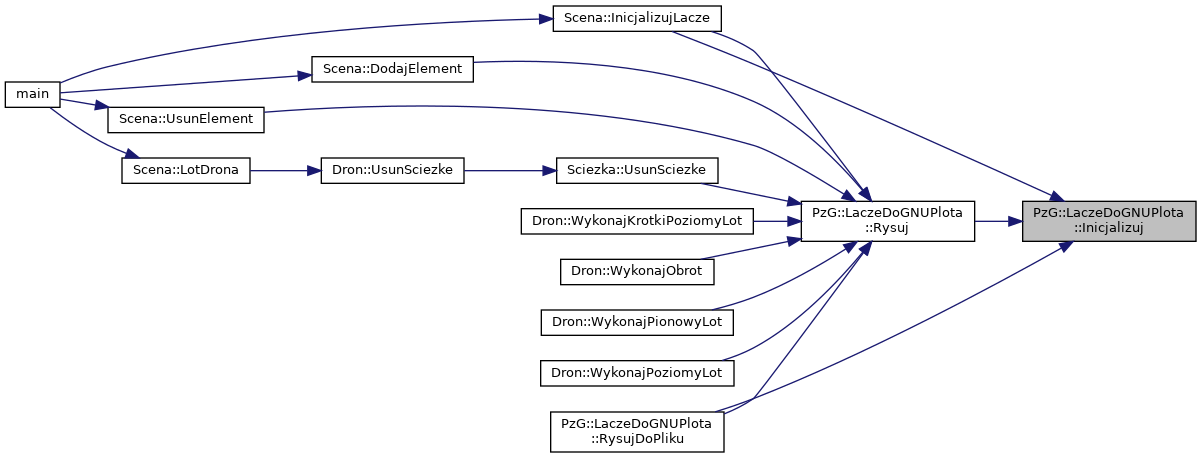 Scena::InicjalizujLacze
Scena::DodajElement
main
Scena::UsunElement
Scena::LotDrona
Dron::UsunSciezke
Sciezka::UsunSciezke
PzG::LaczeDoGNUPlota
::Rysuj
PzG::LaczeDoGNUPlota
::Inicjalizuj
Dron::WykonajKrotkiPoziomyLot
Dron::WykonajObrot
Dron::WykonajPionowyLot
Dron::WykonajPoziomyLot
PzG::LaczeDoGNUPlota
::RysujDoPliku